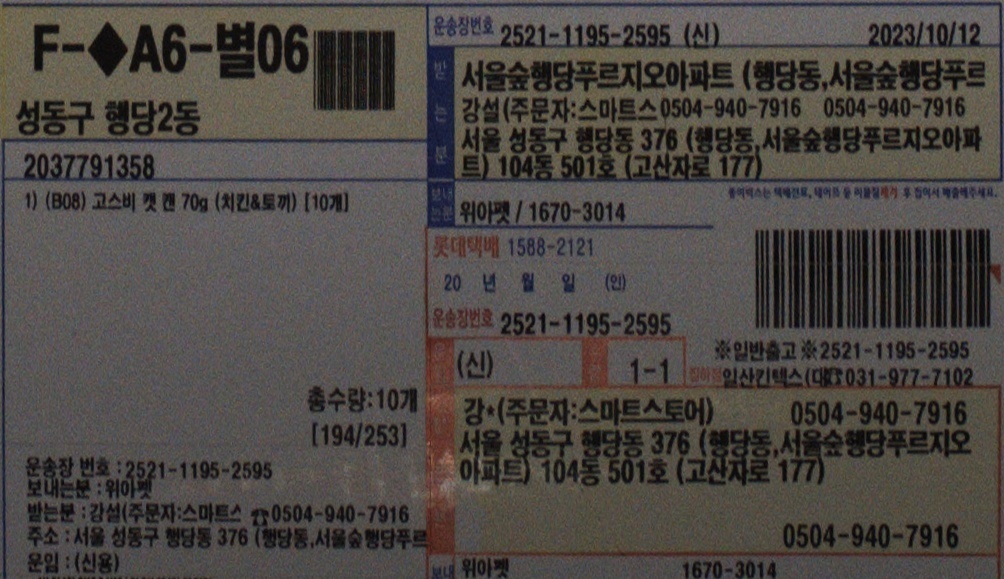 F-◆A6-별06
성동구 행당2동
2037791358
1) (B08) 고스비 캣 캔 70g (치킨&토끼) [10개]
총수량:10개
[194/253]
운송장 번호 : 2521-1195-2595
보내는분 : 위아펫
받는분 : 강설(주문자:스마트스 ☎0504-940-7916
주소 : 서울 성동구 행당동 376 (행당동,서울숲행당푸르
운임 : (신용)
운송장번호 2521-1195-2595 (신) 2023/10/12
받는분
서울숲행당푸르지오아파트 (행당동,서울숲행당푸르
강설(주문자:스마트스 0504-940-7916 0504-940-7916
서울 성동구 행당동 376 (행당동,서울숲행당푸르지오아파
트) 104동 501호 (고산자로 177)
보내는분 위아펫 / 1670-3014
롯데택배 1588-2121
20 년 월 일 (인)
운송장번호 2521-1195-2595
(신) 1-1
※일반출고※2521-1195-2595
일산킨텍스(대☎031-977-7102
강*(주문자:스마트스토어) 0504-940-7916
서울 성동구 행당동 376 (행당동,서울숲행당푸르지오
아파트) 104동 501호 (고산자로 177)
0504-940-7916
보내 위아펫 1670-3014